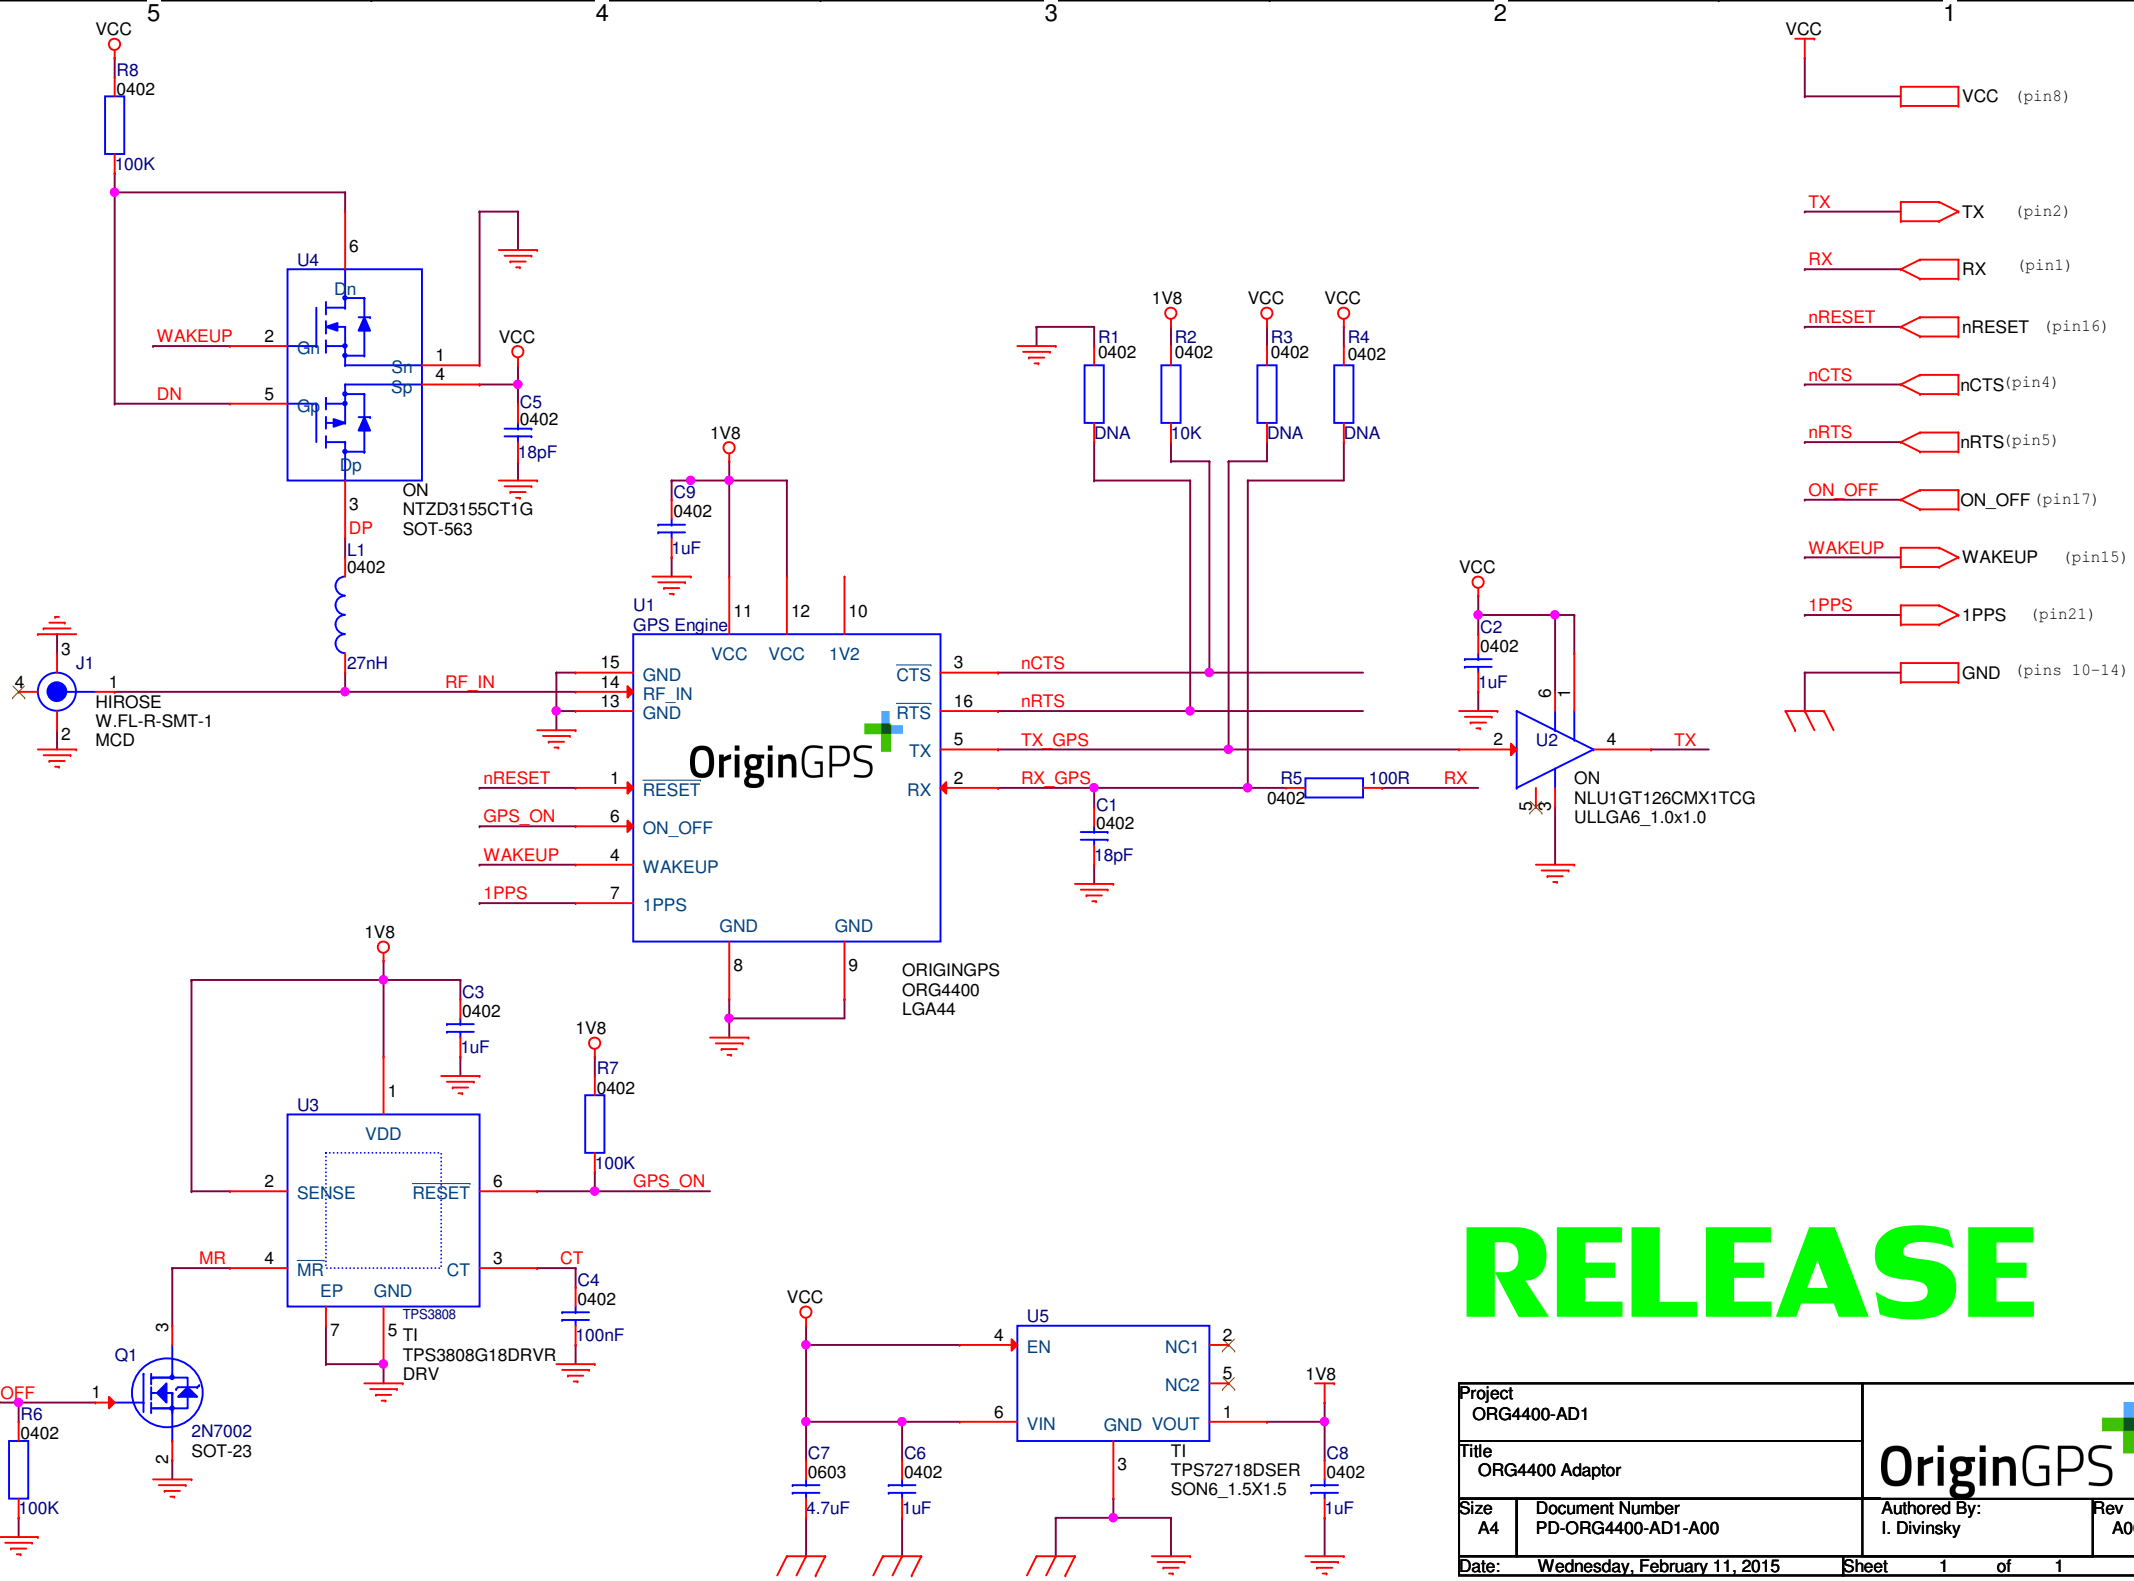 5 4 3 2 1
VCC
R8
0402
100K
6
U4
Dn
WAKEUP 2 Gn
Sn 1
Sp 4
DN 5 Gp
Dp
3
DP
VCC
C5
0402
18pF
ON
NTZD3155CT1G
SOT-563
L1
0402
27nH
3
J1
4
1
2
HIROSE
W.FL-R-SMT-1
MCD
RF_IN
1V8
C9
0402
1uF
U1
GPS Engine
11 12 10
VCC VCC 1V2
15 GND
14 RF_IN
13 GND
nRESET 1 RESET
GPS_ON 6 ON_OFF
WAKEUP 4 WAKEUP
1PPS 7 1PPS
OriginGPS
CTS 3 nCTS
RTS 16 nRTS
TX 5 TX_GPS
RX 2 RX_GPS
GND GND
8 9
ORIGINGPS
ORG4400
LGA44
R1
0402
DNA
1V8
R2
0402
10K
VCC
R3
0402
DNA
VCC
R4
0402
DNA
C1
0402
18pF
R5
0402
100R
RX
VCC
C2
0402
1uF
6 1
2 U2 4 TX
5 3
ON
NLU1GT126CMX1TCG
ULLGA6_1.0x1.0
VCC
VCC (pin8)
TX TX (pin2)
RX RX (pin1)
nRESET nRESET (pin16)
nCTS nCTS (pin4)
nRTS nRTS (pin5)
ON_OFF ON_OFF (pin17)
WAKEUP WAKEUP (pin15)
1PPS 1PPS (pin21)
GND (pins 10-14)
1V8
C3
0402
1uF
1
U3
VDD
2 SENSE
RESET 6
1V8
R7
0402
100K
GPS_ON
MR 4 MR
CT 3 CT
EP GND
TPS3808
7 5
TI
TPS3808G18DRVR
DRV
C4
0402
100nF
3
Q1
OFF 1
2
2N7002
SOT-23
R6
0402
100K
VCC
U5
4 EN
NC1 2
NC2 5
6 VIN
GND VOUT 1
3
1V8
TI
TPS72718DSER
SON6_1.5X1.5
C7
0603
4.7uF
C6
0402
1uF
C8
0402
1uF
RELEASE
Project
ORG4400-AD1
Title
ORG4400 Adaptor
OriginGPS
Size
A4
Document Number
PD-ORG4400-AD1-A00
Authored By:
I. Divinsky
Rev
A0
Date: Wednesday, February 11, 2015 Sheet 1 of 1